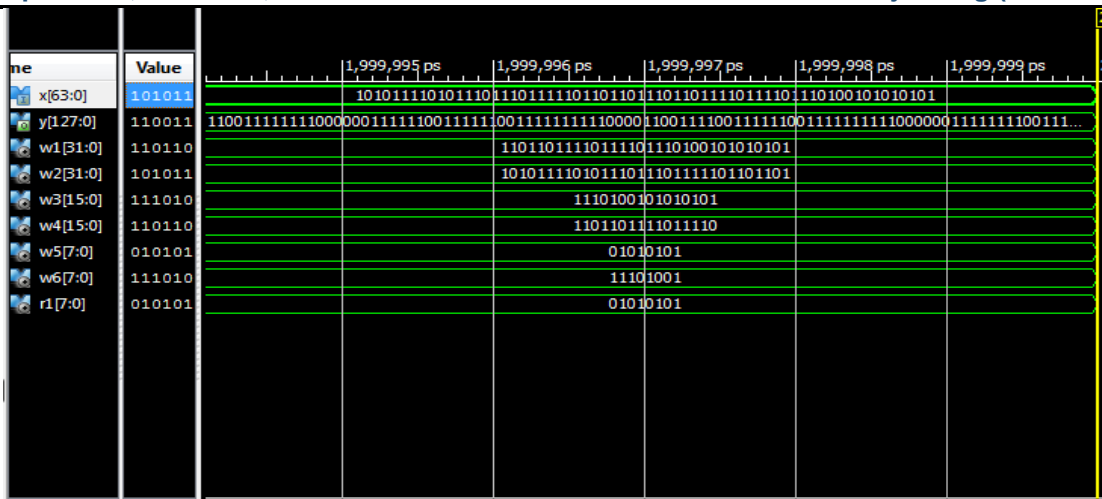 me Value
1,999,995 ps 1,999,996 ps 1,999,997 ps 1,999,998 ps 1,999,999 ps
x[63:0] 101011 1010111101011101110111110110110111011011110111101110100101010101
y[127:0] 110011
w1[31:0] 110110 11011011110111101110100101010101
w2[31:0] 101011 10101111010111011101111101101101
w3[15:0] 111010 1110100101010101
w4[15:0] 110110 1101101111011110
w5[7:0] 010101 01010101
w6[7:0] 111010 11101001
r1[7:0] 010101 01010101